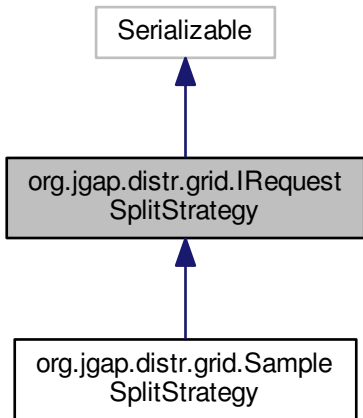 Serializable
org.jgap.distr.grid.IRequest
SplitStrategy
org.jgap.distr.grid.Sample
SplitStrategy